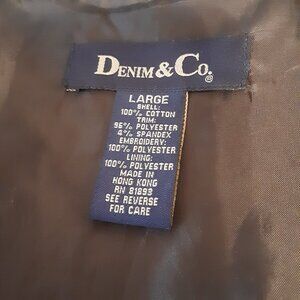 DENIM & CO.
LARGE
SHELL:
100% COTTON
TRIM:
96% POLYESTER
4% SPANDEX
EMBROIDERY:
100% POLYESTER
LINING:
100% POLYESTER
MADE IN
HONG KONG
RN 81893
SEE REVERSE
FOR CARE